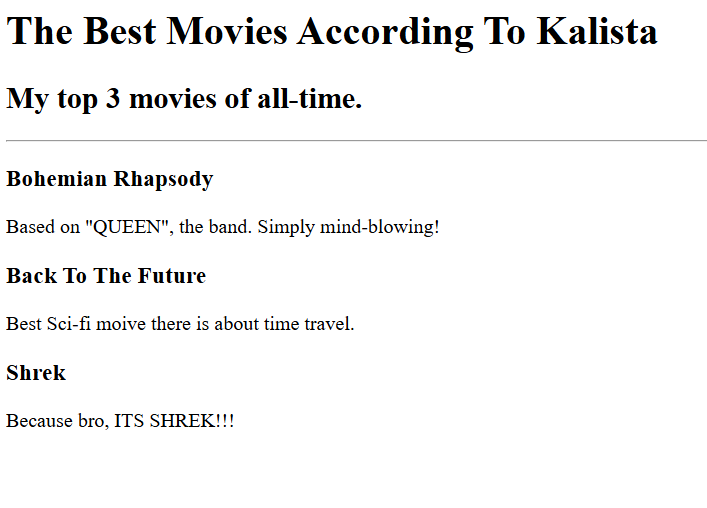 The Best Movies According To Kalista
My top 3 movies of all-time.
Bohemian Rhapsody
Based on "QUEEN", the band. Simply mind-blowing!
Back To The Future
Best Sci-fi moive there is about time travel.
Shrek
Because bro, ITS SHREK!!!